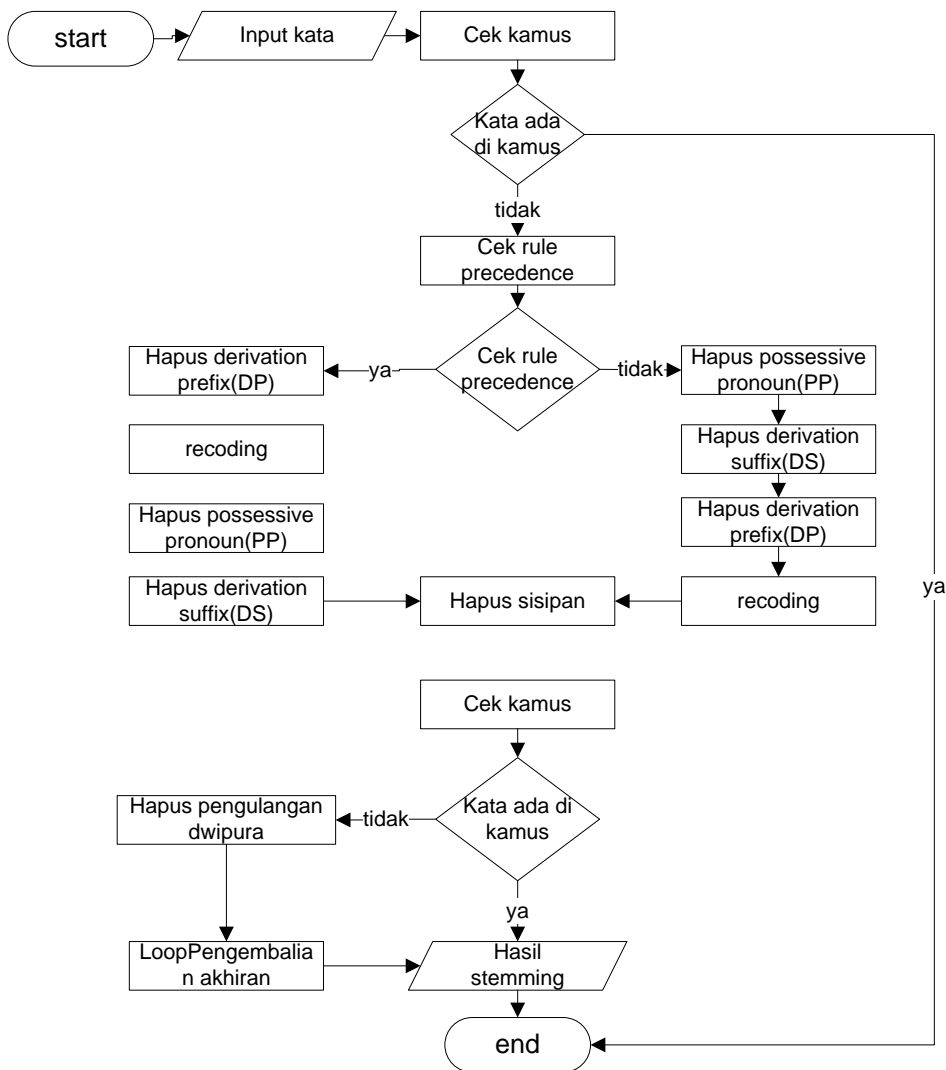 start
Input kata
Cek kamus
Kata ada
di kamus
tidak
Cek rule
precedence
Cek rule
precedence
ya
Hapus derivation
prefix(DP)
recoding
Hapus possessive
pronoun(PP)
Hapus derivation
suffix(DS)
tidak
Hapus possessive
pronoun(PP)
Hapus derivation
suffix(DS)
Hapus derivation
prefix(DP)
recoding
Hapus sisipan
ya
Cek kamus
Kata ada di
kamus
tidak
Hapus pengulangan
dwipura
LoopPengembalia
n akhiran
ya
Hasil
stemming
end